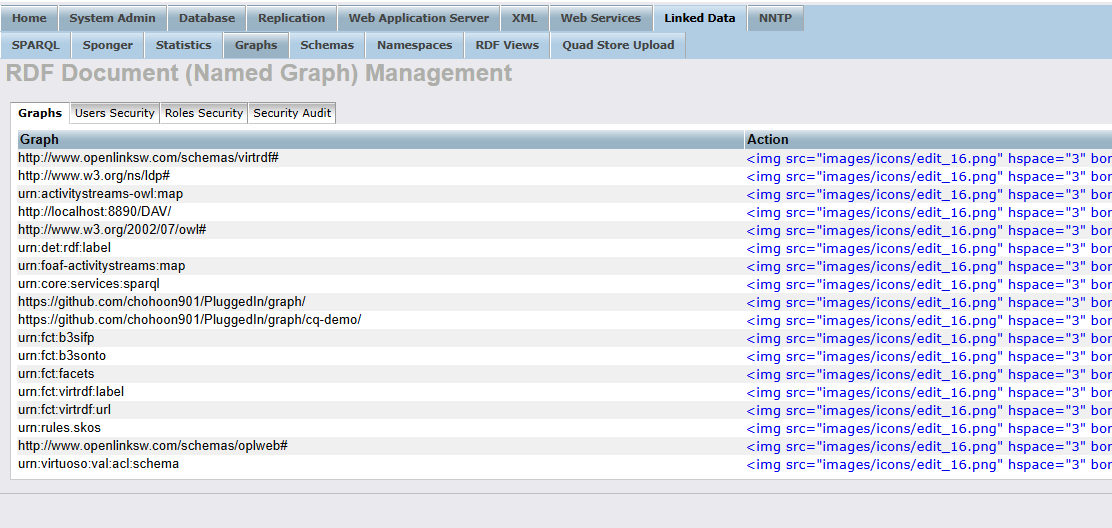 Home System Admin Database Replication Web Application Server XML Web Services Linked Data NNTP
SPARQL Sponger Statistics Graphs Schemas Namespaces RDF Views Quad Store Upload
RDF Document (Named Graph) Management
Graphs Users Security Roles Security Security Audit
Graph Action
http://www.openlinksw.com/schemas/virtrdf# <img src="images/icons/edit_16.png" hspace="3" bor
http://www.w3.org/ns/ldp# <img src="images/icons/edit_16.png" hspace="3" bor
urn:activitystreams-owl:map <img src="images/icons/edit_16.png" hspace="3" bor
http://localhost:8890/DAV/ <img src="images/icons/edit_16.png" hspace="3" bor
http://www.w3.org/2002/07/owl# <img src="images/icons/edit_16.png" hspace="3" bor
urn:det:rdf:label <img src="images/icons/edit_16.png" hspace="3" bor
urn:foaf-activitystreams:map <img src="images/icons/edit_16.png" hspace="3" bor
urn:core:services:sparql <img src="images/icons/edit_16.png" hspace="3" bor
https://github.com/chohoon901/PluggedIn/graph/ <img src="images/icons/edit_16.png" hspace="3" bor
https://github.com/chohoon901/PluggedIn/graph/cq-demo/ <img src="images/icons/edit_16.png" hspace="3" bor
urn:fct:b3sifp <img src="images/icons/edit_16.png" hspace="3" bor
urn:fct:b3sonto <img src="images/icons/edit_16.png" hspace="3" bor
urn:fct:facets <img src="images/icons/edit_16.png" hspace="3" bor
urn:fct:virtrdf:label <img src="images/icons/edit_16.png" hspace="3" bor
urn:fct:virtrdf:url <img src="images/icons/edit_16.png" hspace="3" bor
urn:rules.skos <img src="images/icons/edit_16.png" hspace="3" bor
http://www.openlinksw.com/schemas/oplweb# <img src="images/icons/edit_16.png" hspace="3" bor
urn:virtuoso:val:acl:schema <img src="images/icons/edit_16.png" hspace="3" bor